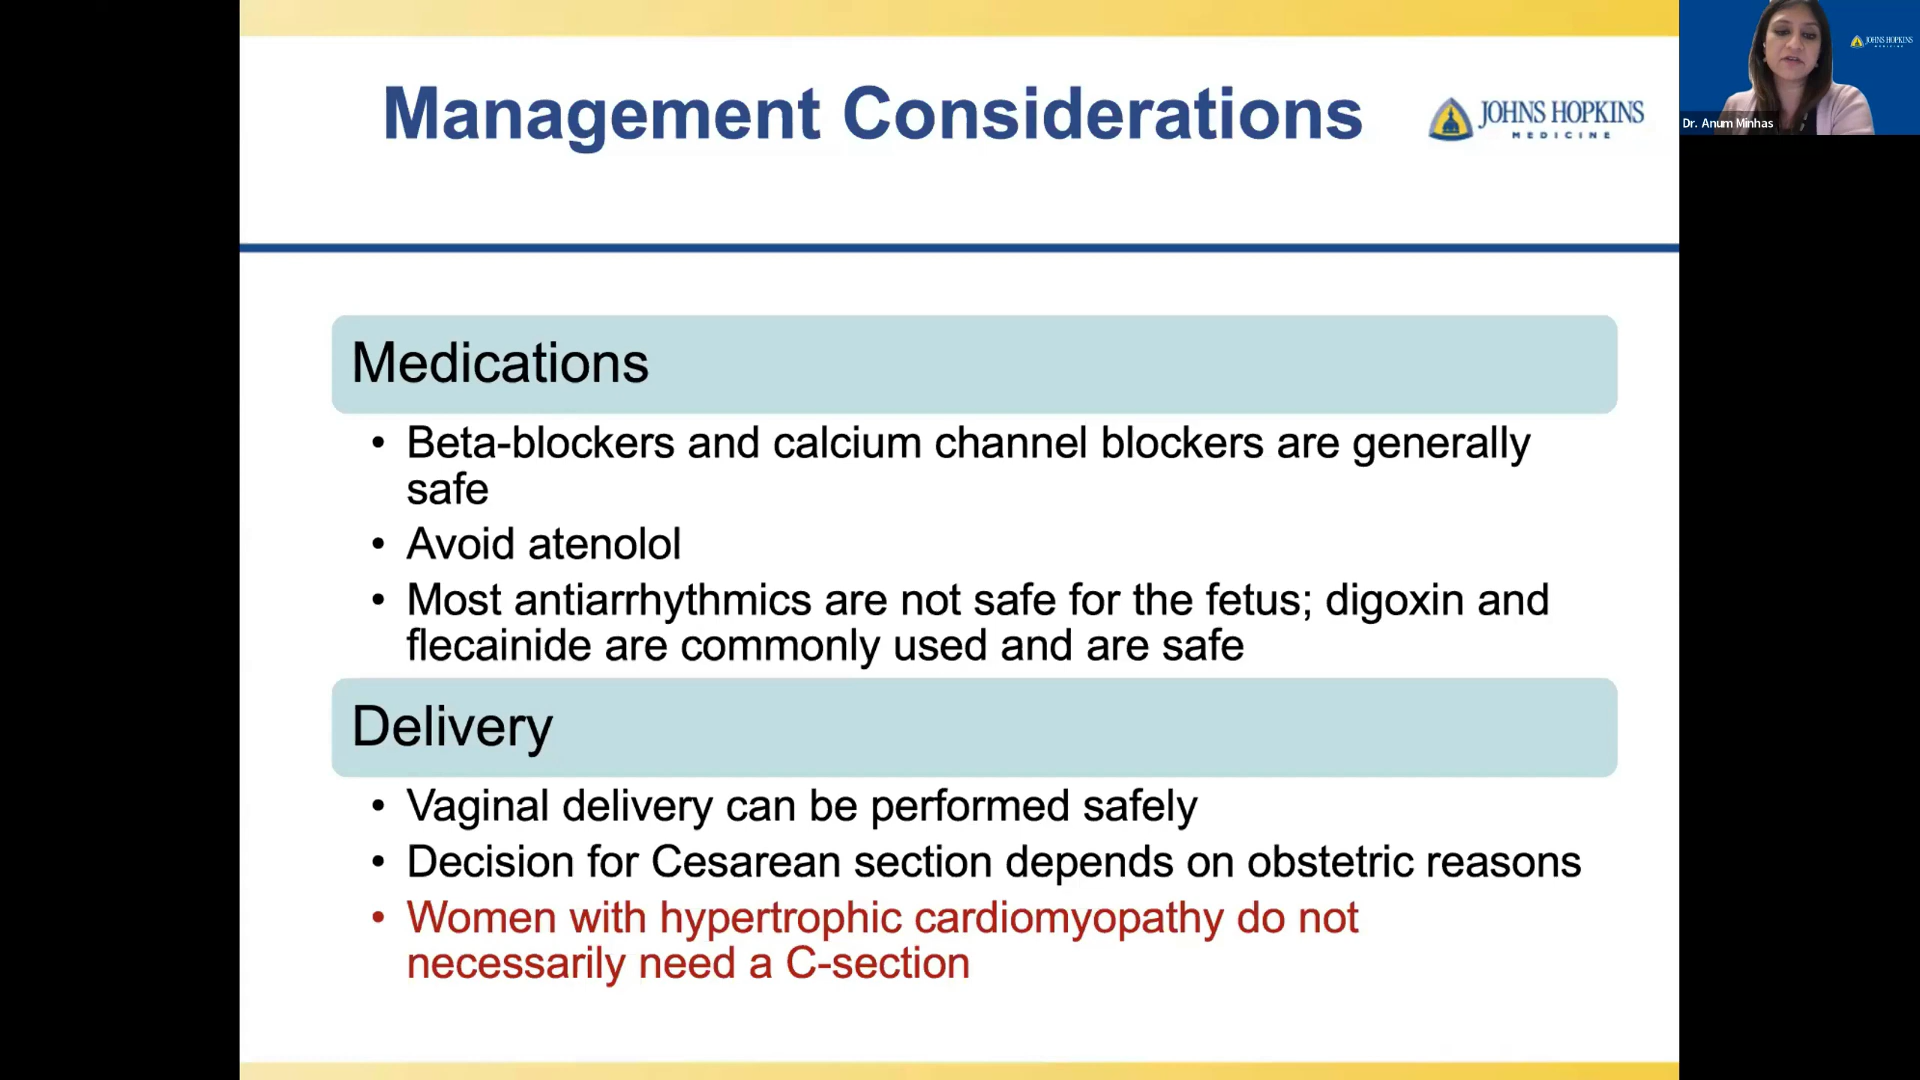 Management Considerations
JOHNS HOPKINS
MEDICINE
JOHNS HOPKINS
MEDICINE
Dr. Anum Minhas
Medications
• Beta-blockers and calcium channel blockers are generally
safe
• Avoid atenolol
• Most antiarrhythmics are not safe for the fetus; digoxin and
flecainide are commonly used and are safe
Delivery
• Vaginal delivery can be performed safely
• Decision for Cesarean section depends on obstetric reasons
• Women with hypertrophic cardiomyopathy do not
necessarily need a C-section